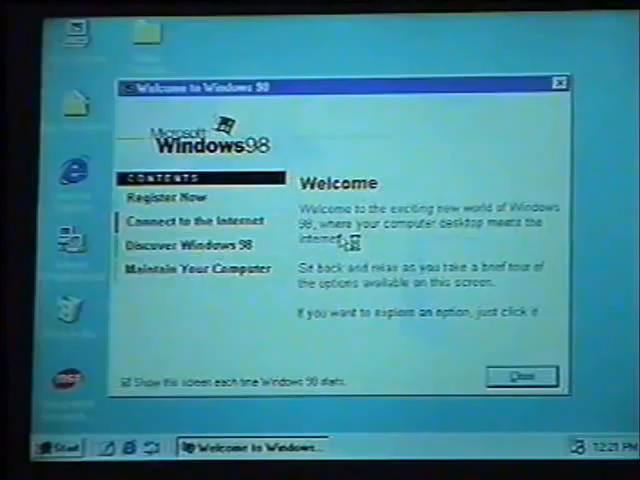 Welcome to Windows 98
Microsoft
Windows98
CONTENTS
Register Now
Connect to the Internet
Discover Windows 98
Maintain Your Computer
Welcome
Welcome to the exciting new world of Windows
98, where your computer desktop meets the
Internet
Sit back and relax as you take a brief tour of
the options available on this screen.
If you want to explore an option, just click it
Show this screen each time Windows 98 starts.
Close
Start
Welcome to Windows...
12:21 PM